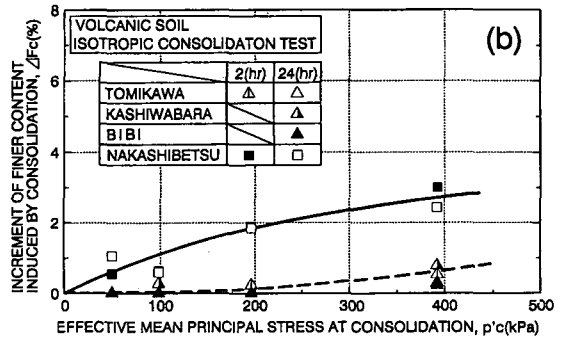 8
VOLCANIC SOIL
ISOTROPIC CONSOLIDATON TEST
(b)
2(hr) 24(hr)
TOMIKAWA
KASHIWABARA
BIBI
NAKASHIBETSU
6
4
2
0
INCREMENT OF FINER CONTENT
INDUCED BY CONSOLIDATION, ⊿Fc(%)
0 100 200 300 400 500
EFFECTIVE MEAN PRINCIPAL STRESS AT CONSOLIDATION, p'c(kPa)